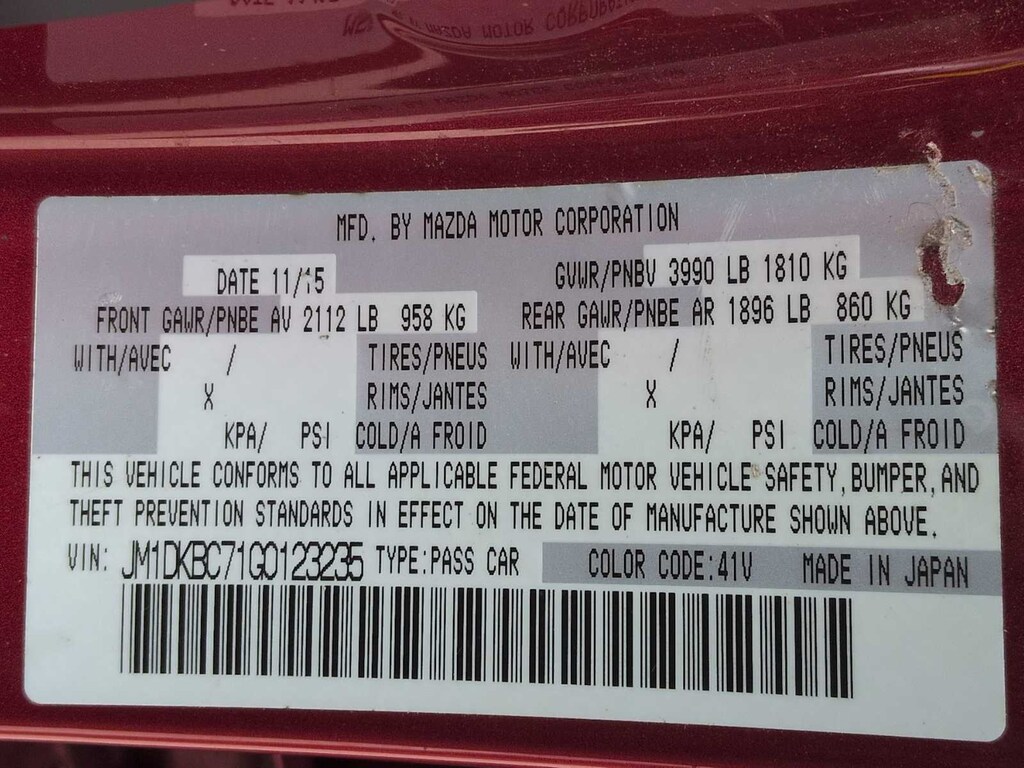 MFD. BY MAZDA MOTOR CORPORATION
DATE 11/15 GVWR/PNBV 3990 LB 1810 KG
FRONT GAWR/PNBE AV 2112 LB 958 KG REAR GAWR/PNBE AR 1896 LB 860 KG
WITH/AVEC / TIRES/PNEUS WITH/AVEC / TIRES/PNEUS
X RIMS/JANTES X RIMS/JANTES
KPA/ PSI COLD/A FROID KPA/ PSI COLD/A FROID
THIS VEHICLE CONFORMS TO ALL APPLICABLE FEDERAL MOTOR VEHICLE SAFETY, BUMPER, AND
THEFT PREVENTION STANDARDS IN EFFECT ON THE DATE OF MANUFACTURE SHOWN ABOVE.
VIN: JM1DKBC71G0123235 TYPE:PASS CAR COLOR CODE:41V MADE IN JAPAN